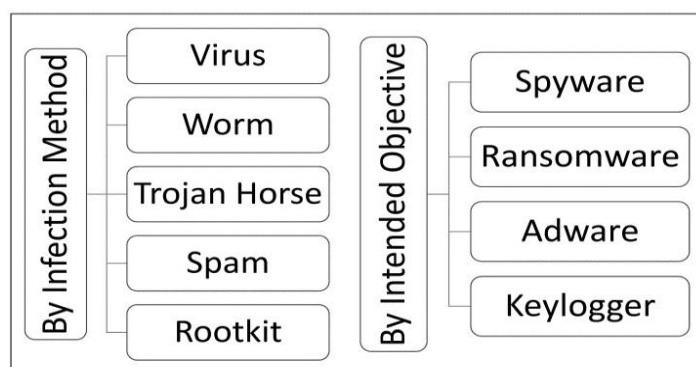 By Infection Method
Virus
Worm
Trojan Horse
Spam
Rootkit
By Intended Objective
Spyware
Ransomware
Adware
Keylogger